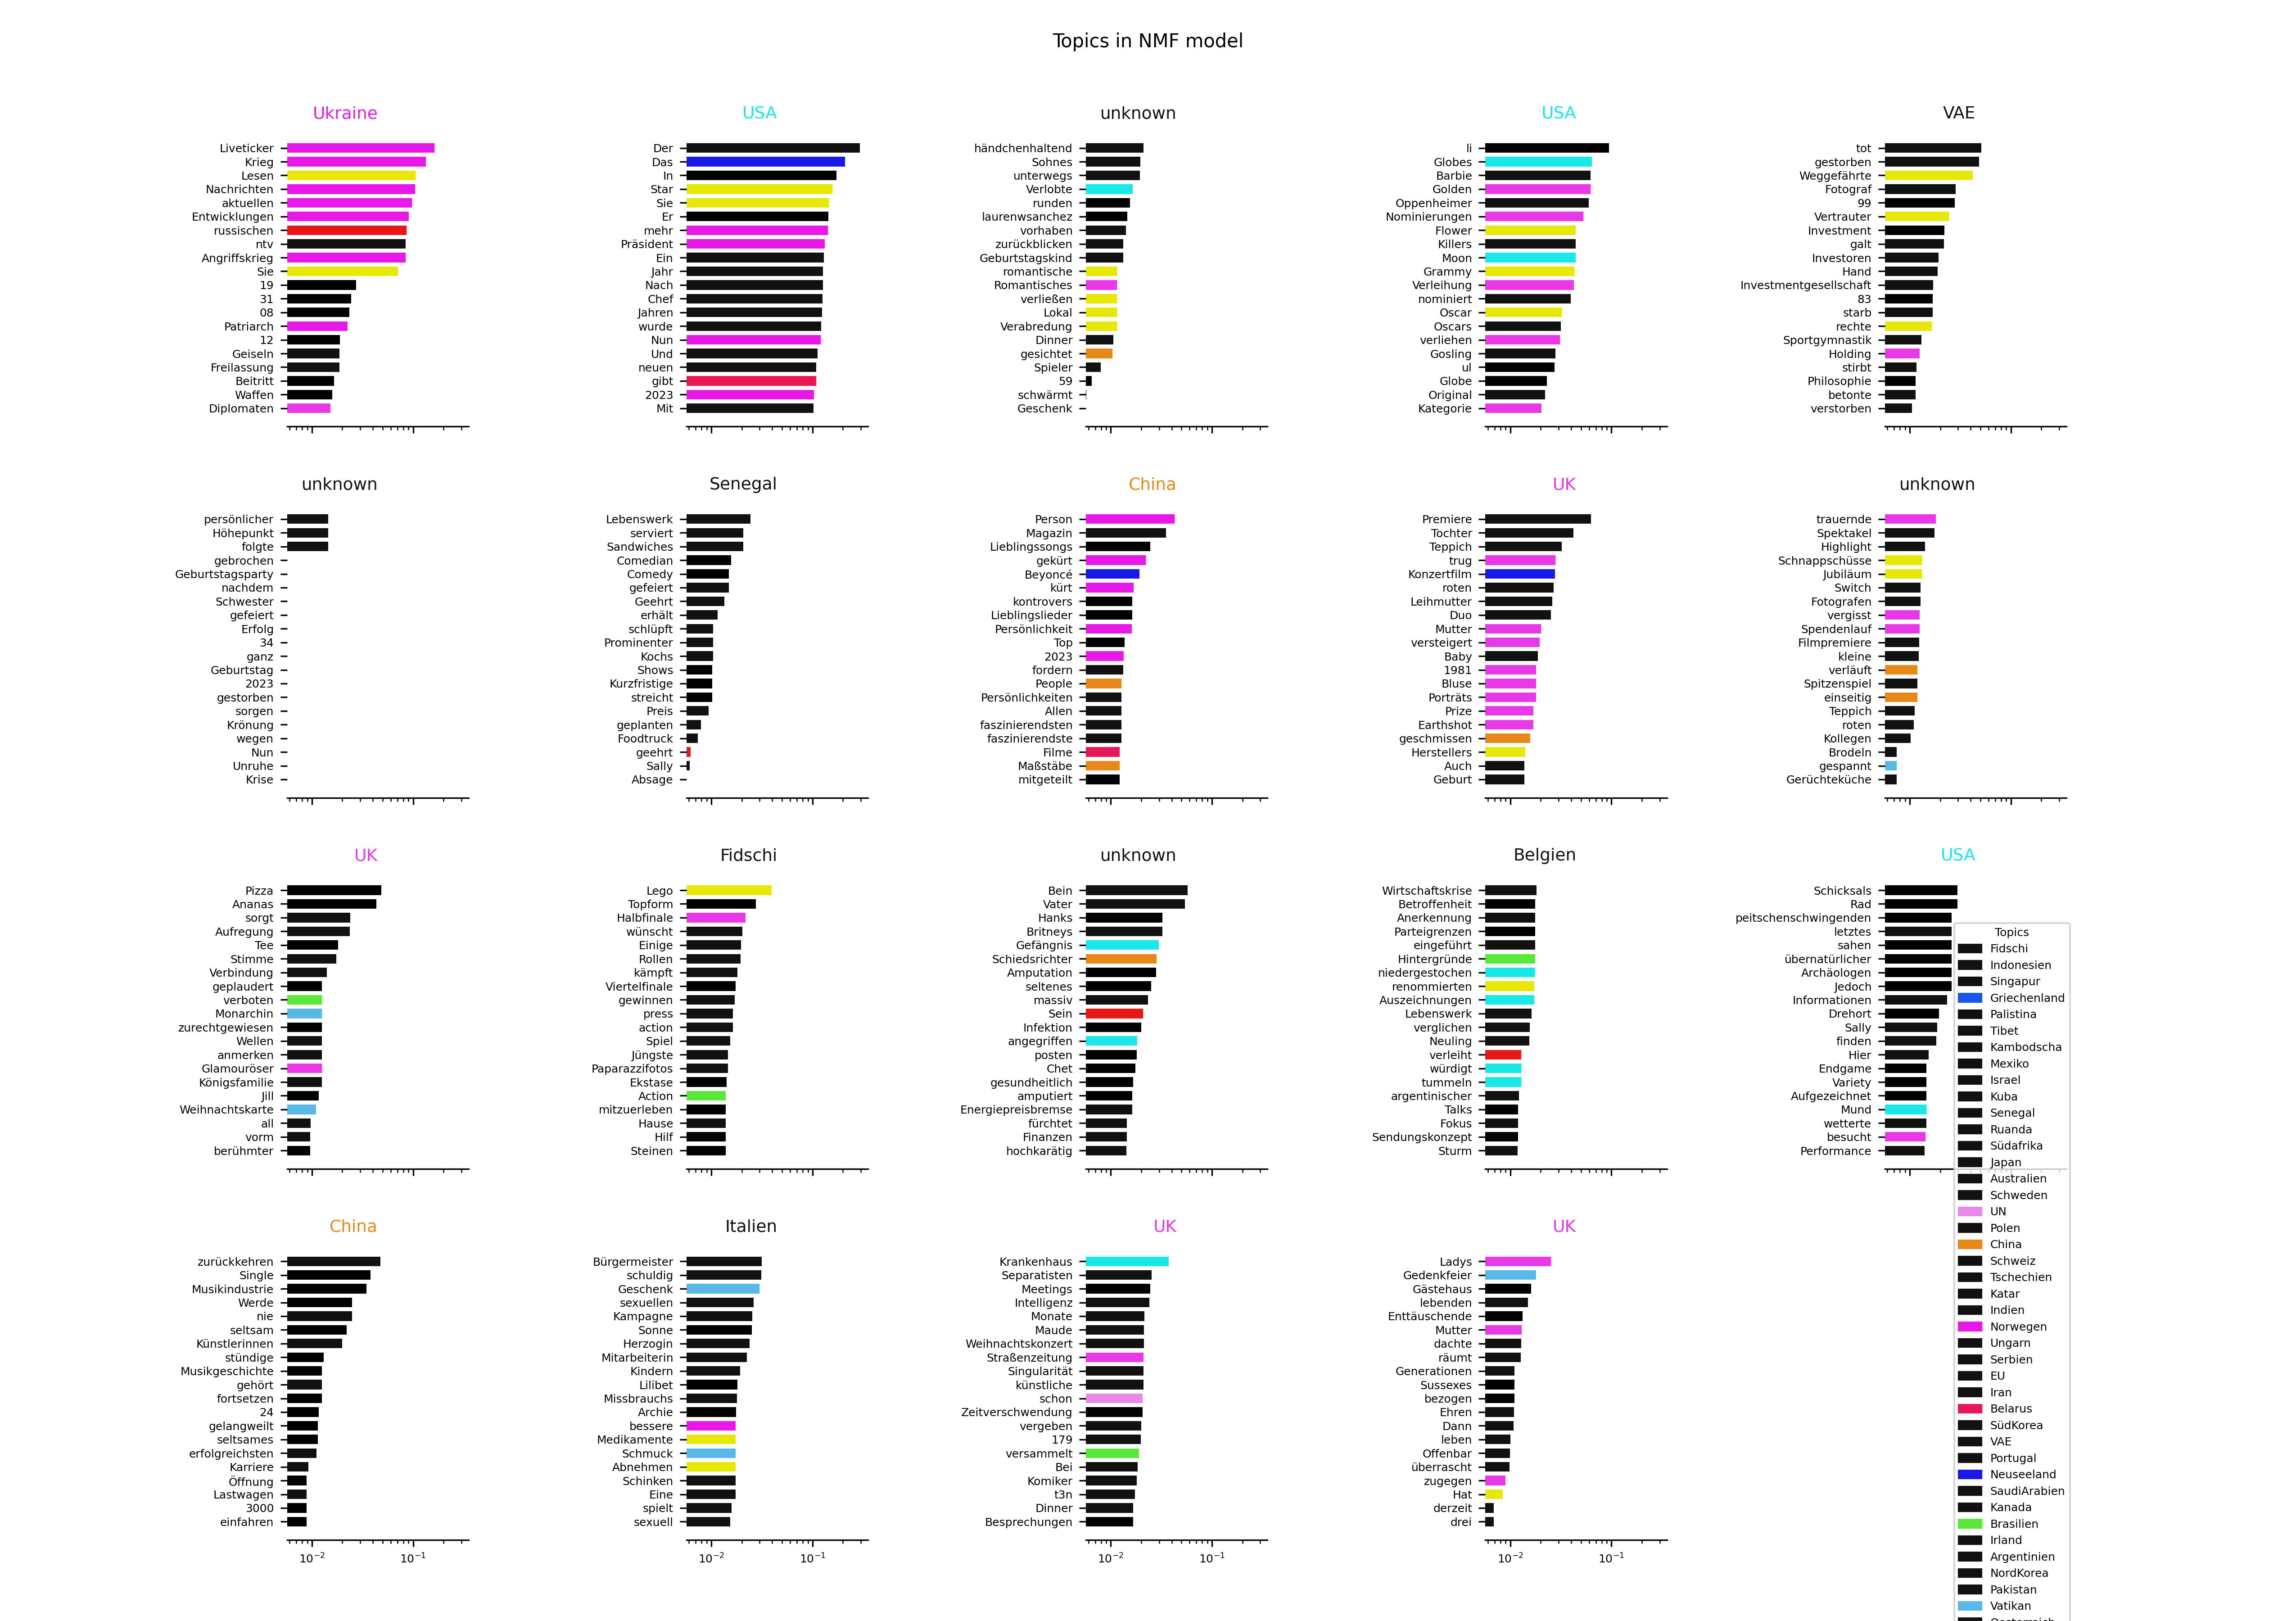 Topics in NMF model
Ukraine
Liveticker
Krieg
Lesen
Nachrichten
aktuellen
Entwicklungen
russischen
ntv
Angriffskrieg
Sie
19
31
08
Patriarch
12
Geiseln
Freilassung
Beitritt
Waffen
Diplomaten
USA
Der
Das
In
Star
Sie
Er
mehr
Präsident
Ein
Jahr
Nach
Chef
Jahren
wurde
Nun
Und
neuen
gibt
2023
Mit
unknown
händchenhaltend
Sohnes
unterwegs
Verlobte
runden
laurenwsanchez
vorhaben
zurückblicken
Geburtstagskind
romantische
Romantisches
verließen
Lokal
Verabredung
Dinner
gesichtet
Spieler
59
schwärmt
Geschenk
USA
li
Globes
Barbie
Golden
Oppenheimer
Nominierungen
Flower
Killers
Moon
Grammy
Verleihung
nominiert
Oscar
Oscars
verliehen
Gosling
ul
Globe
Original
Kategorie
VAE
tot
gestorben
Weggefährte
Fotograf
99
Vertrauter
Investment
galt
Investoren
Hand
Investmentgesellschaft
83
starb
rechte
Sportgymnastik
Holding
stirbt
Philosophie
betonte
verstorben
unknown
persönlicher
Höhepunkt
folgte
gebrochen
Geburtstagsparty
nachdem
Schwester
gefeiert
Erfolg
34
ganz
Geburtstag
2023
gestorben
sorgen
Krönung
wegen
Nun
Unruhe
Krise
Senegal
Lebenswerk
serviert
Sandwiches
Comedian
Comedy
gefeiert
Geehrt
erhält
schlüpft
Prominenter
Kochs
Shows
Kurzfristige
streicht
Preis
geplanten
Foodtruck
geehrt
Sally
Absage
China
Person
Magazin
Lieblingssongs
gekürt
Beyoncé
kürt
kontrovers
Lieblingslieder
Persönlichkeit
Top
2023
fordern
People
Persönlichkeiten
Allen
faszinierendsten
faszinierendste
Filme
Maßstäbe
mitgeteilt
UK
Premiere
Tochter
Teppich
trug
Konzertfilm
roten
Leihmutter
Duo
Mutter
versteigert
Baby
1981
Bluse
Porträts
Prize
Earthshot
geschmissen
Herstellers
Auch
Geburt
unknown
trauernde
Spektakel
Highlight
Schnappschüsse
Jubiläum
Switch
Fotografen
vergisst
Spendenlauf
Filmpremiere
kleine
verläuft
Spitzenspiel
einseitig
Teppich
roten
Kollegen
Brodeln
gespannt
Gerüchteküche
UK
Pizza
Ananas
sorgt
Aufregung
Tee
Stimme
Verbindung
geplaudert
verboten
Monarchin
zurechtgewiesen
Wellen
anmerken
Glamouröser
Königsfamilie
Jill
Weihnachtskarte
all
vorm
berühmter
Fidschi
Lego
Topform
Halbfinale
wünscht
Einige
Rollen
kämpft
Viertelfinale
gewinnen
press
action
Spiel
Jüngste
Paparazzifotos
Ekstase
Action
mitzuerleben
Hause
Hilf
Steinen
unknown
Bein
Vater
Hanks
Britneys
Gefängnis
Schiedsrichter
Amputation
seltenes
massiv
Sein
Infektion
angegriffen
posten
Chet
gesundheitlich
amputiert
Energiepreisbremse
fürchtet
Finanzen
hochkarätig
Belgien
Wirtschaftskrise
Betroffenheit
Anerkennung
Parteigrenzen
eingeführt
Hintergründe
niedergestochen
renommierten
Auszeichnungen
Lebenswerk
verglichen
Neuling
verleiht
würdigt
tummeln
argentinischer
Talks
Fokus
Sendungskonzept
Sturm
USA
Schicksals
Rad
peitschenschwingenden
letztes
sahen
übernatürlicher
Archäologen
Jedoch
Informationen
Drehort
Sally
finden
Hier
Endgame
Variety
Aufgezeichnet
Mund
wetterte
besucht
Performance
China
zurückkehren
Single
Musikindustrie
Werde
nie
seltsam
Künstlerinnen
stündige
Musikgeschichte
gehört
fortsetzen
24
gelangweilt
seltsames
erfolgreichsten
Karriere
Öffnung
Lastwagen
3000
einfahren
10⁻² 10⁻¹
Italien
Bürgermeister
schuldig
Geschenk
sexuellen
Kampagne
Sonne
Herzogin
Mitarbeiterin
Kindern
Lilibet
Missbrauchs
Archie
bessere
Medikamente
Schmuck
Abnehmen
Schinken
Eine
spielt
sexuell
10⁻² 10⁻¹
UK
Krankenhaus
Separatisten
Meetings
Intelligenz
Monate
Maude
Weihnachtskonzert
Straßenzeitung
Singularität
künstliche
schon
Zeitverschwendung
vergeben
179
versammelt
Bei
Komiker
t3n
Dinner
Besprechungen
10⁻² 10⁻¹
UK
Ladys
Gedenkfeier
Gästehaus
lebenden
Enttäuschende
Mutter
dachte
räumt
Generationen
Sussexes
bezogen
Ehren
Dann
leben
Offenbar
überrascht
zugegen
Hat
derzeit
drei
10⁻² 10⁻¹
Topics
Fidschi
Indonesien
Singapur
Griechenland
Palistina
Tibet
Kambodscha
Mexiko
Israel
Kuba
Senegal
Ruanda
Südafrika
Japan
Australien
Schweden
UN
Polen
China
Schweiz
Tschechien
Katar
Indien
Norwegen
Ungarn
Serbien
EU
Iran
Belarus
SüdKorea
VAE
Portugal
Neuseeland
SaudiArabien
Kanada
Brasilien
Irland
Argentinien
NordKorea
Pakistan
Vatikan